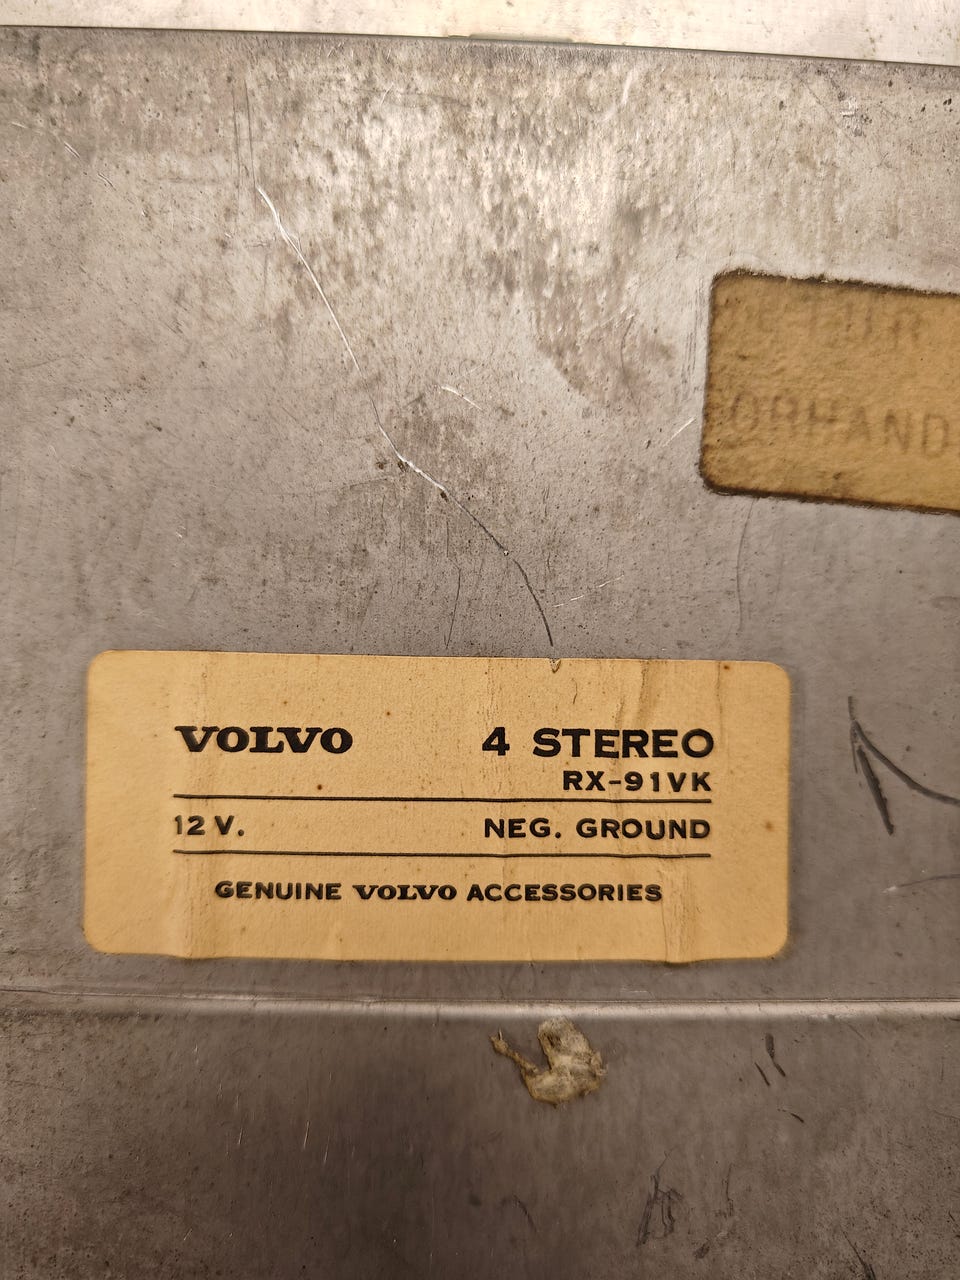 VOLVO 4 STEREO
RX-91VK
12 V. NEG. GROUND
GENUINE VOLVO ACCESSORIES